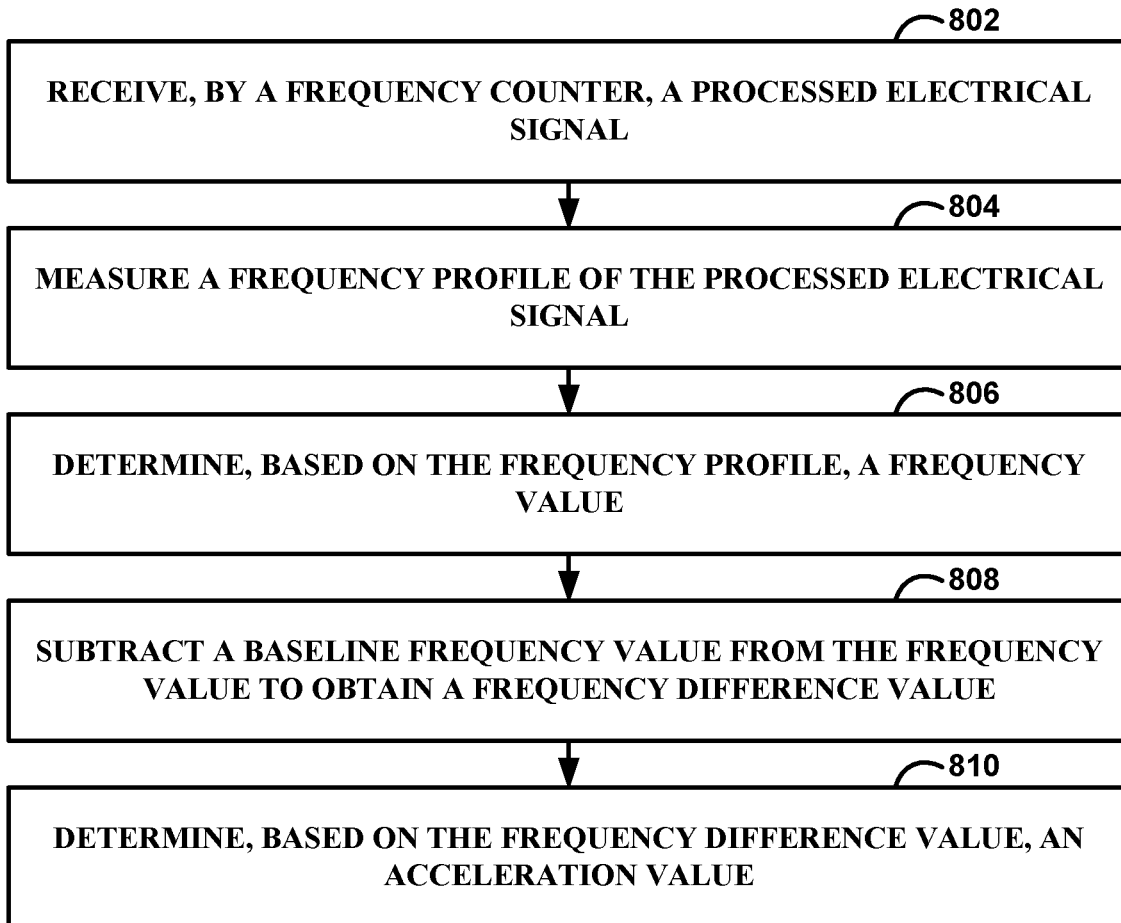 802
RECEIVE, BY A FREQUENCY COUNTER, A PROCESSED ELECTRICAL
SIGNAL
804
MEASURE A FREQUENCY PROFILE OF THE PROCESSED ELECTRICAL
SIGNAL
806
DETERMINE, BASED ON THE FREQUENCY PROFILE, A FREQUENCY
VALUE
808
SUBTRACT A BASELINE FREQUENCY VALUE FROM THE FREQUENCY
VALUE TO OBTAIN A FREQUENCY DIFFERENCE VALUE
810
DETERMINE, BASED ON THE FREQUENCY DIFFERENCE VALUE, AN
ACCELERATION VALUE